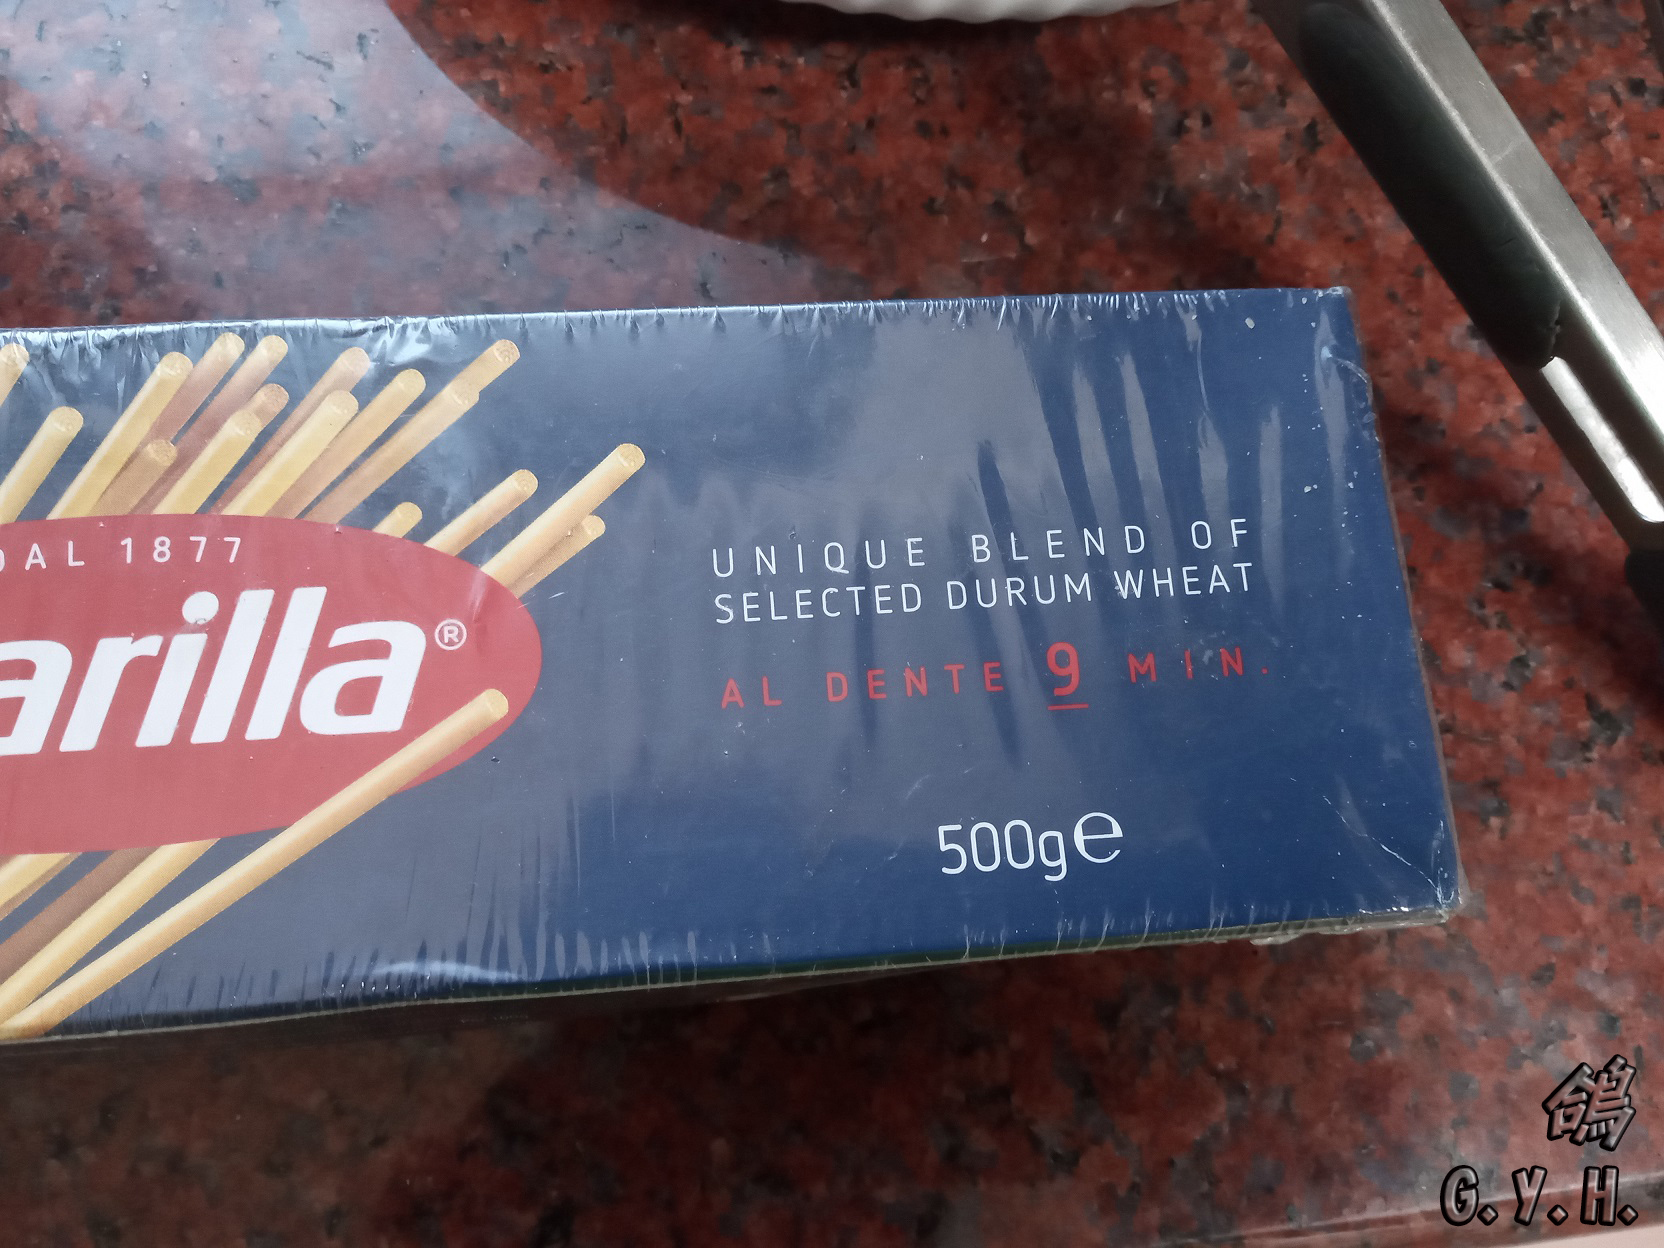 DAL 1877
arilla®
UNIQUE BLEND OF
SELECTED DURUM WHEAT
AL DENTE 9 MIN.
500g℮
鴿
G.Y.H.